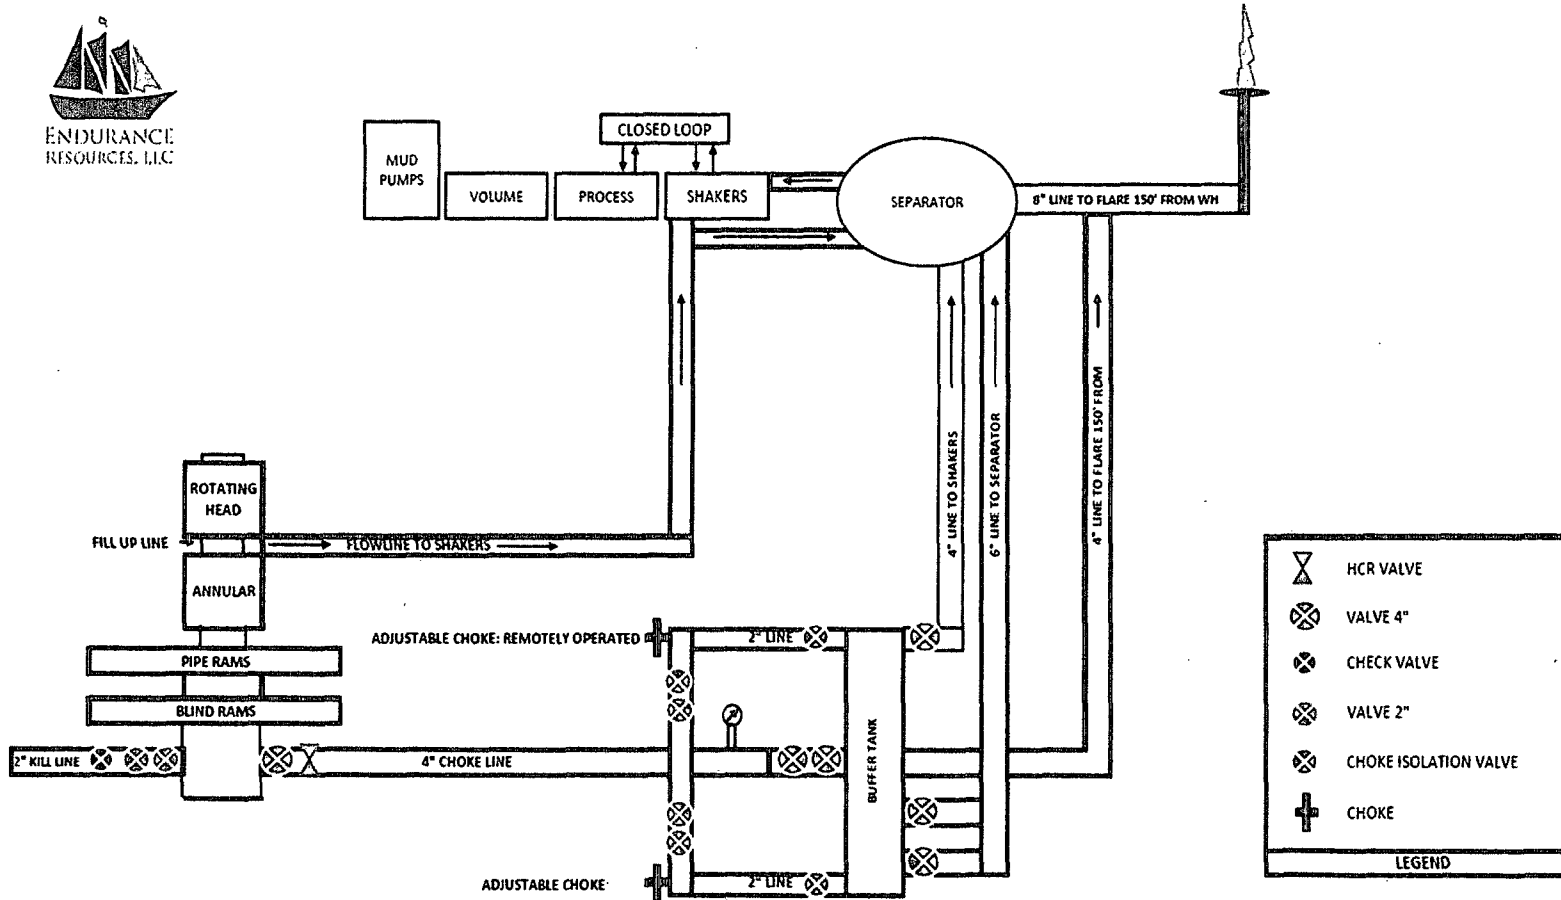 ENDURANCE
RESOURCES, LLC
CLOSED LOOP
MUD
PUMPS
VOLUME
PROCESS
SHAKERS
SEPARATOR
8" LINE TO FLARE 150' FROM WH
4" LINE TO SHAKERS
6" LINE TO SEPARATOR
4" LINE TO FLARE 150' FROM
ROTATING
HEAD
FILL UP LINE
FLOWLINE TO SHAKERS
ANNULAR
ADJUSTABLE CHOKE: REMOTELY OPERATED
2" LINE
PIPE RAMS
BLIND RAMS
2" KILL LINE
4" CHOKE LINE
BUFFER TANK
ADJUSTABLE CHOKE
2" LINE
HCR VALVE
VALVE 4"
CHECK VALVE
VALVE 2"
CHOKE ISOLATION VALVE
CHOKE
LEGEND